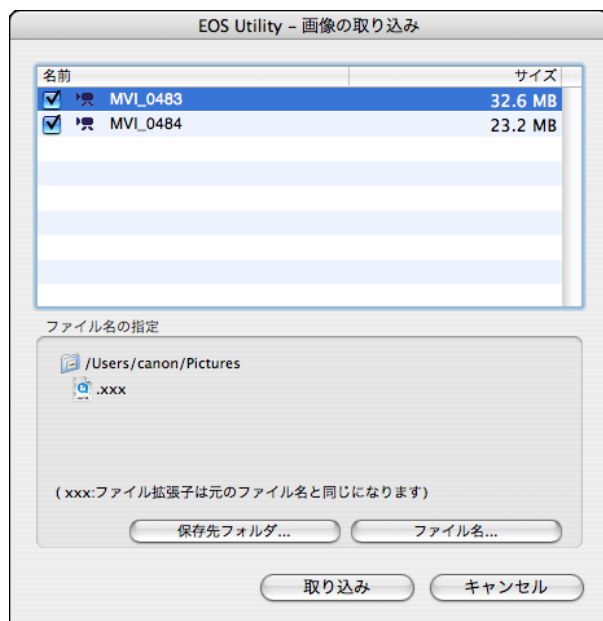 EOS Utility – 画像の取り込み
名前 サイズ
MVI_0483 32.6 MB
MVI_0484 23.2 MB
ファイル名の指定
/Users/canon/Pictures
.xxx
( xxx:ファイル拡張子は元のファイル名と同じになります)
保存先フォルダ... ファイル名...
取り込み キャンセル